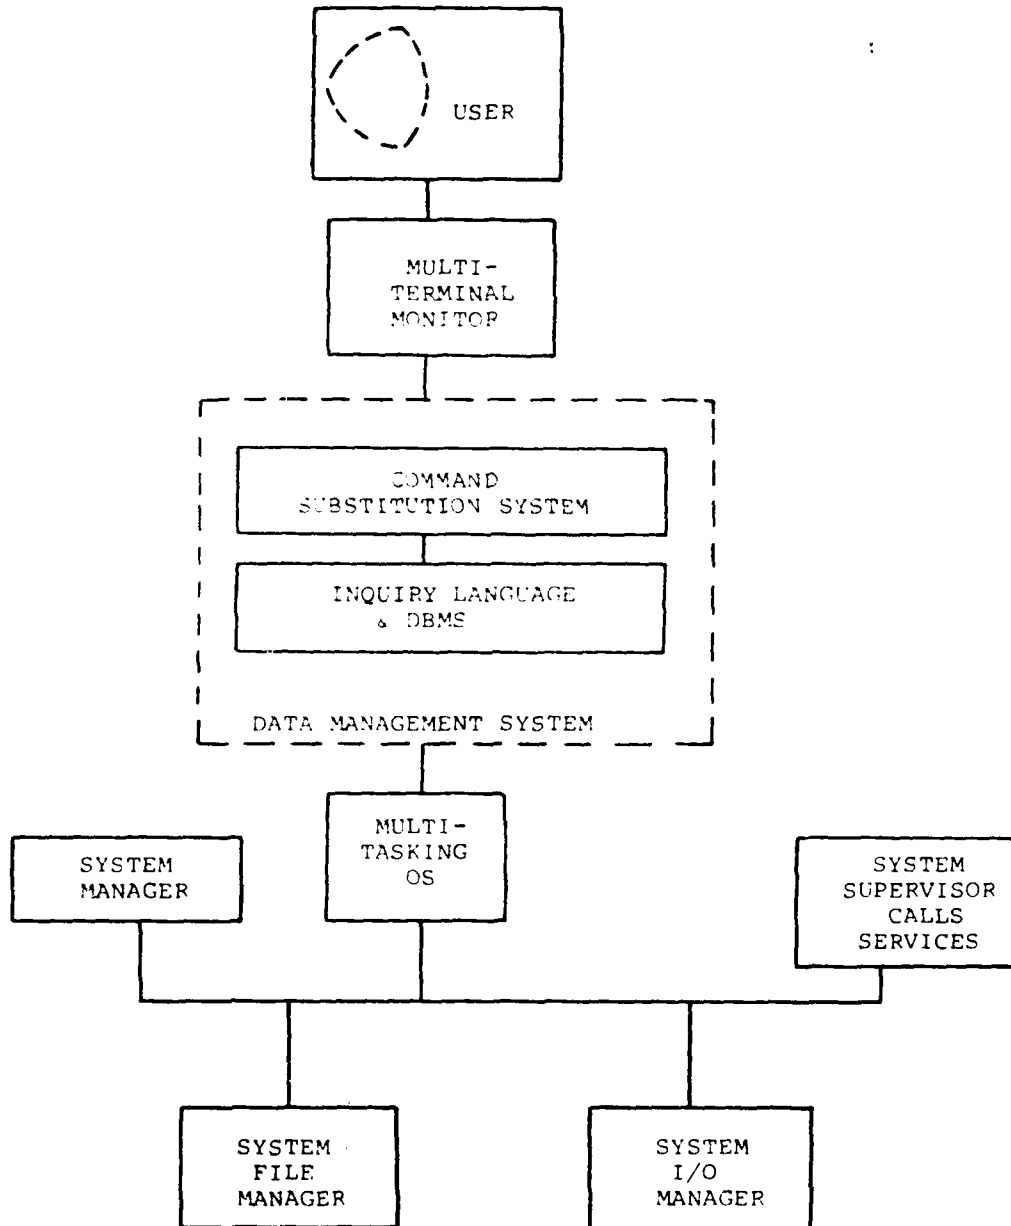 USER
MULTI-
TERMINAL
MONITOR
COMMAND
SUBSTITUTION SYSTEM
INQUIRY LANGUAGE
& DBMS
DATA MANAGEMENT SYSTEM
MULTI-
TASKING
OS
SYSTEM
MANAGER
SYSTEM
SUPERVISOR
CALLS
SERVICES
SYSTEM
FILE
MANAGER
SYSTEM
I/O
MANAGER